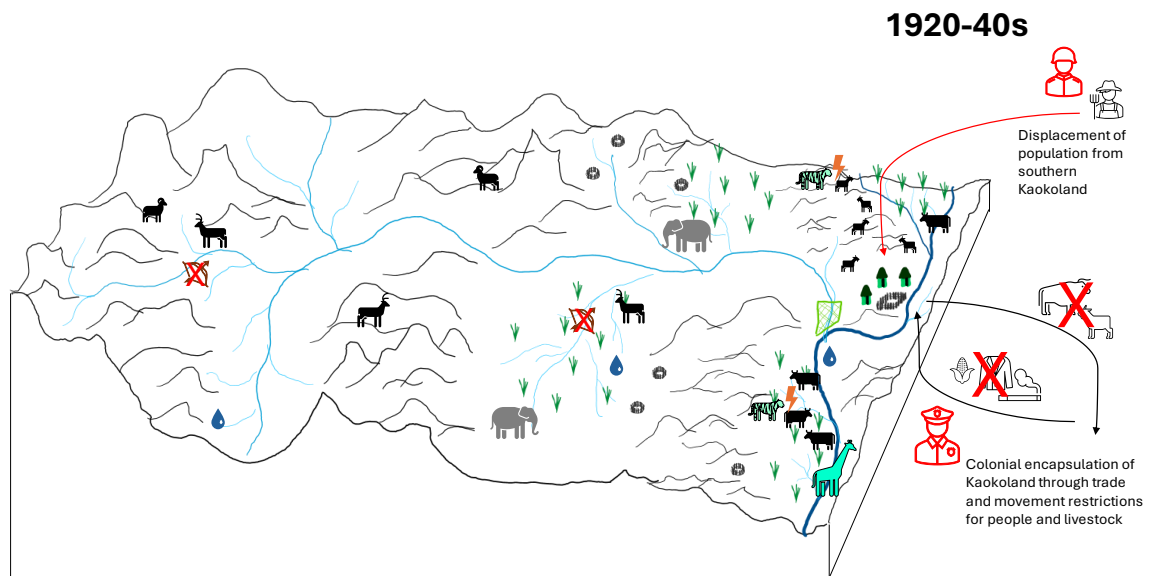 1920-40s
Displacement of
population from
southern
Kaokoland
Colonial encapsulation of
Kaokoland through trade
and movement restrictions
for people and livestock